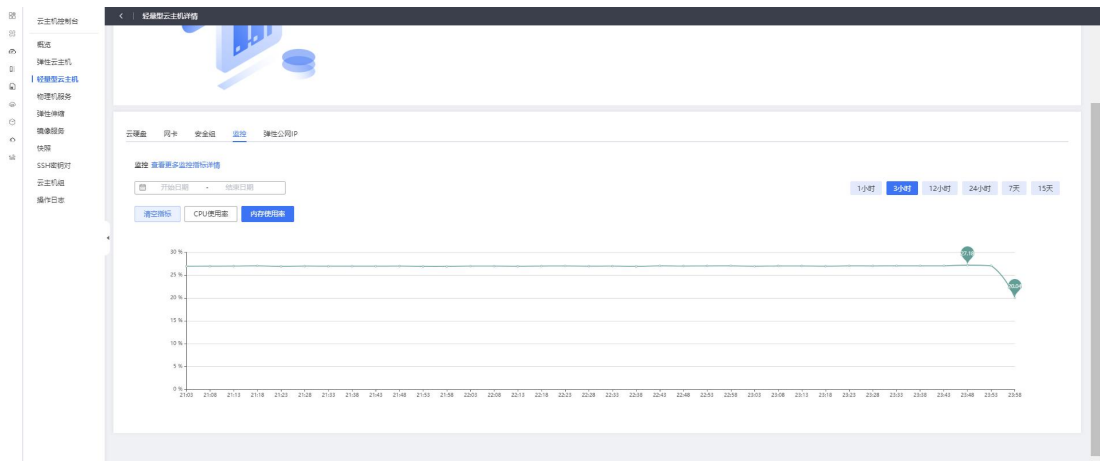 云主机控制台
概览
弹性云主机
轻量型云主机
物理机服务
弹性伸缩
镜像服务
快照
SSH密钥对
云主机组
操作日志
轻量型云主机详情
云硬盘 网卡 安全组 监控 弹性公网IP
监控 查看更多监控指标详情
开始日期 - 结束日期
1小时 3小时 12小时 24小时 7天 15天
清空指标 CPU使用率 内存使用率
30 %
25 %
20 %
15 %
10 %
5 %
0 %
27.16
20.04
21:03 21:08 21:13 21:18 21:23 21:28 21:33 21:38 21:43 21:48 21:53 21:58 22:03 22:08 22:13 22:18 22:23 22:28 22:33 22:38 22:43 22:48 22:53 22:58 23:03 23:08 23:13 23:18 23:23 23:28 23:33 23:38 23:43 23:48 23:53 23:58